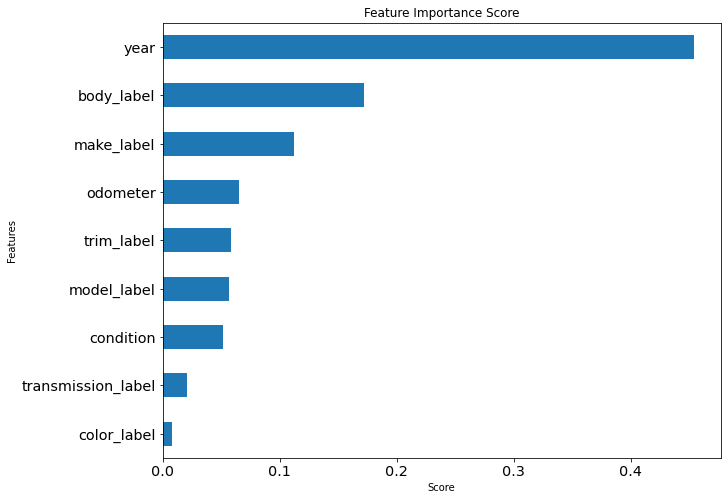 Feature Importance Score
Features
year
body_label
make_label
odometer
trim_label
model_label
condition
transmission_label
color_label
0.0 0.1 0.2 0.3 0.4
Score